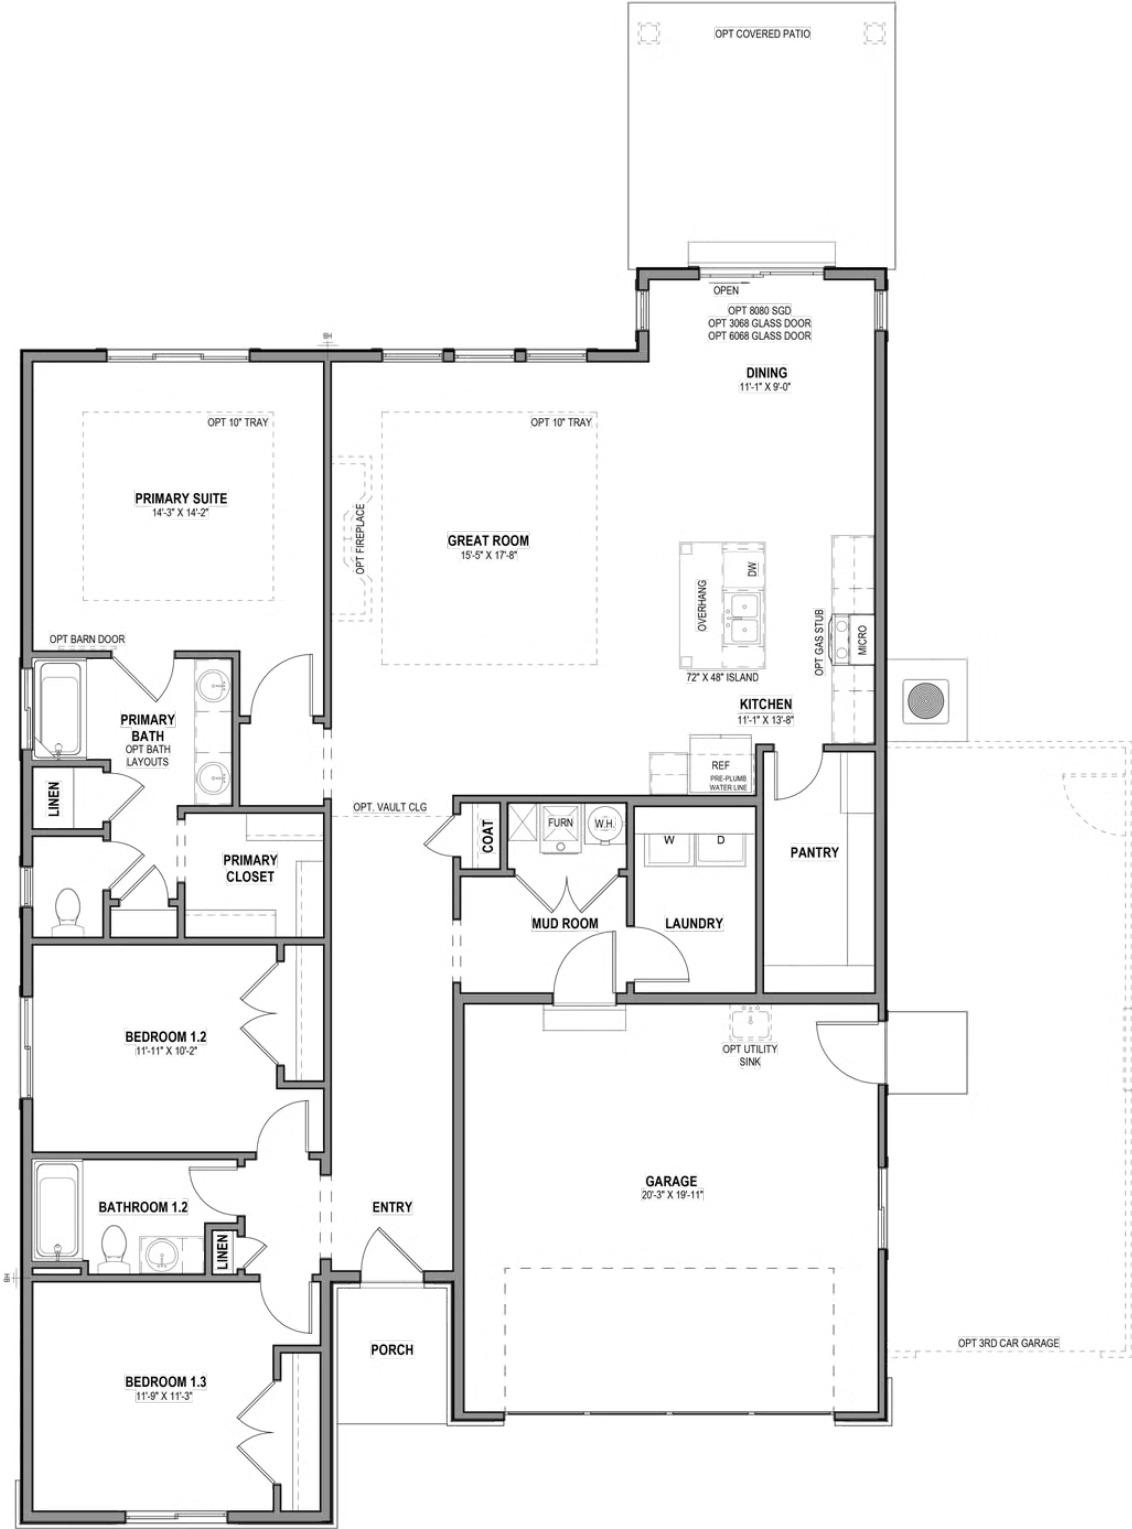 OPT COVERED PATIO
OPEN
OPT 8080 SGD
OPT 3068 GLASS DOOR
OPT 6068 GLASS DOOR
DINING
11'-1" X 9'-0"
BH
OPT 10" TRAY
PRIMARY SUITE
14'-3" X 14'-2"
OPT 10" TRAY
OPT FIREPLACE
GREAT ROOM
15'-5" X 17'-8"
OVERHANG
DW
72" X 48" ISLAND
OPT GAS STUB
MICRO
KITCHEN
11'-1" X 13'-8"
OPT BARN DOOR
PRIMARY
BATH
OPT BATH
LAYOUTS
LINEN
REF
PRE-PLUMB
WATER LINE
OPT. VAULT CLG
COAT
FURN
W.H.
W
D
PANTRY
PRIMARY
CLOSET
MUD ROOM
LAUNDRY
BEDROOM 1.2
11'-11" X 10'-2"
OPT UTILITY
SINK
GARAGE
20'-3" X 19'-11"
BATHROOM 1.2
LINEN
ENTRY
BH
PORCH
OPT 3RD CAR GARAGE
BEDROOM 1.3
11'-9" X 11'-3"